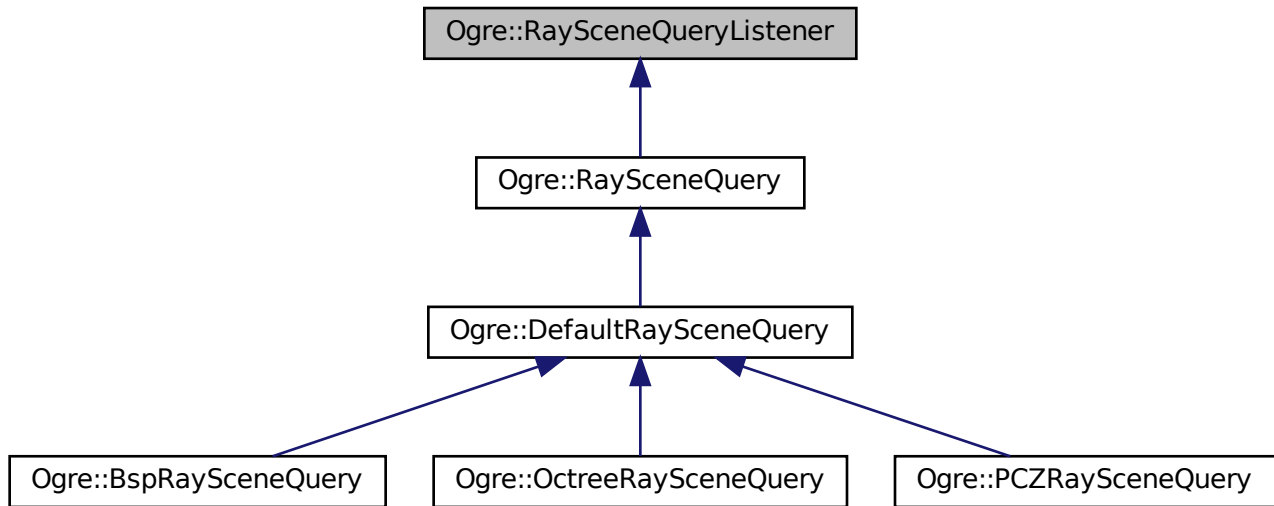 Ogre::RaySceneQueryListener
Ogre::RaySceneQuery
Ogre::DefaultRaySceneQuery
Ogre::BspRaySceneQuery
Ogre::OctreeRaySceneQuery
Ogre::PCZRaySceneQuery